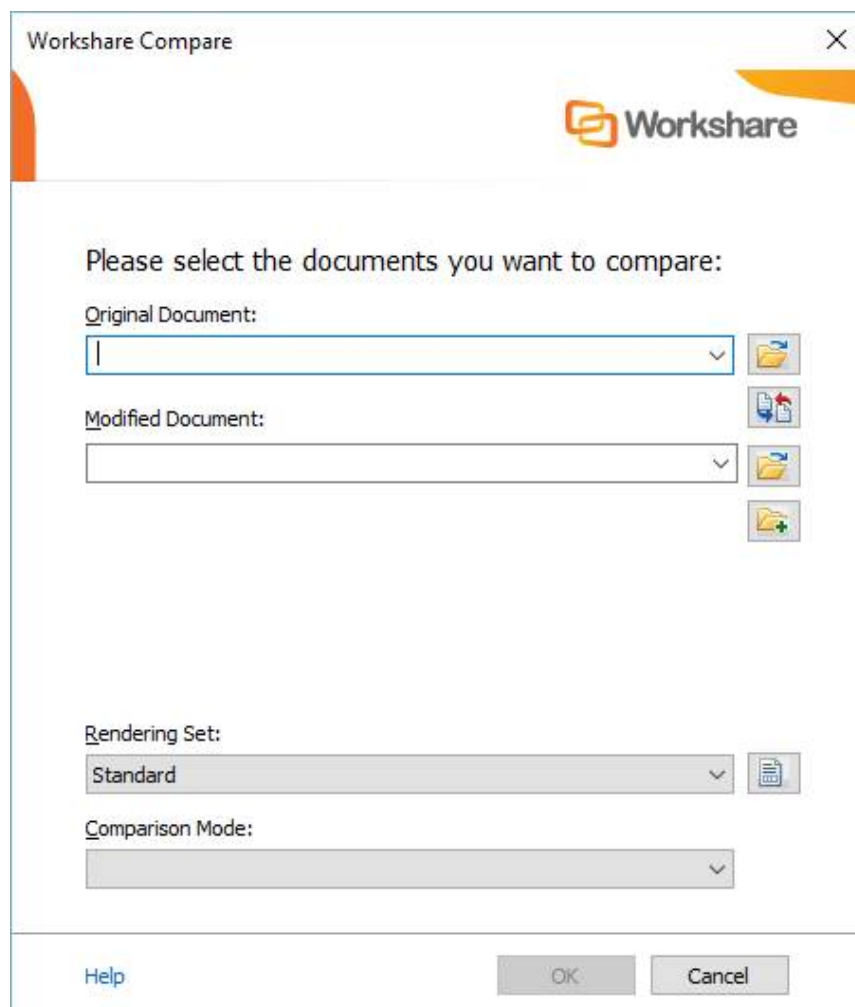 Workshare Compare
Workshare
Please select the documents you want to compare:
Original Document:
Modified Document:
Rendering Set:
Standard
Comparison Mode:
Help
OK
Cancel